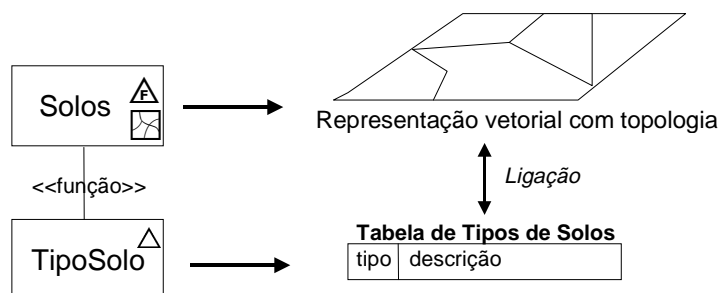 Solos
F
Representação vetorial com topologia
<<função>>
Ligação
TipoSolo
Tabela de Tipos de Solos
tipo descrição